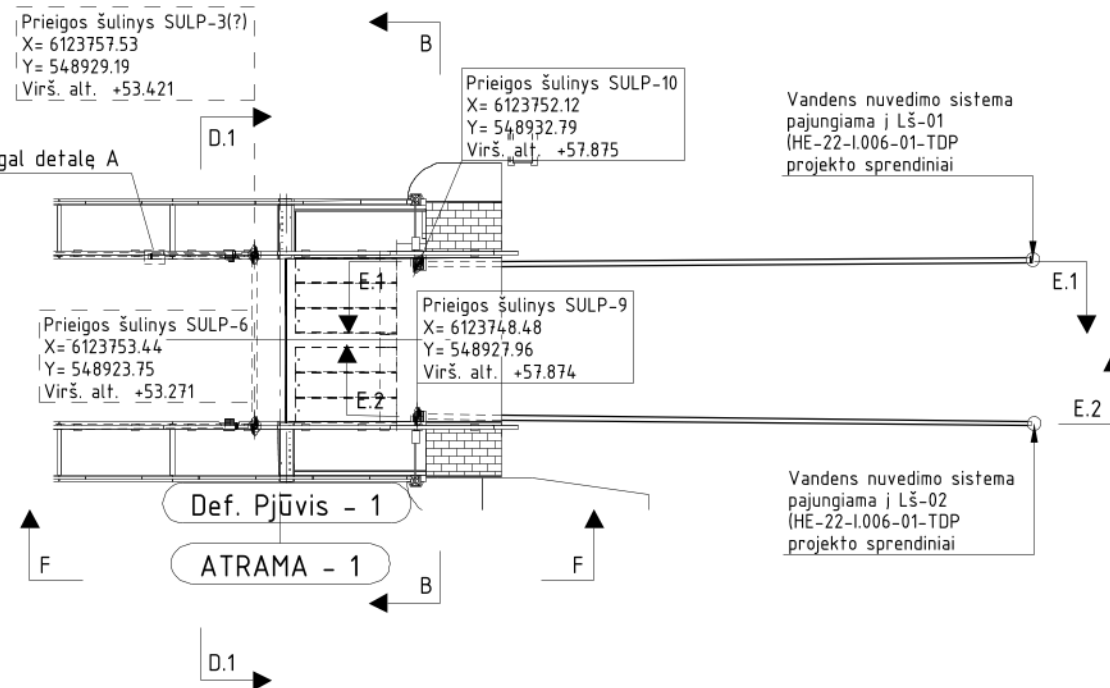 Prieigos šulinys SULP-3(?)
X= 6123757.53
Y= 548929.19
Virš. alt. +53.421
B
Prieigos šulinys SULP-10
X= 6123752.12
Y= 548932.79
Virš. alt. +57.875
Vandens nuvedimo sistema
pajungiama į LŠ-01
(HE-22-I.006-01-TDP
projekto sprendiniai
D.1
gal detalę A
E.1
E.1
Prieigos šulinys SULP-6
X= 6123753.44
Y= 548923.75
Virš. alt. +53.271
Prieigos šulinys SULP-9
X= 6123748.48
Y= 548927.96
Virš. alt. +57.874
E.2
E.2
Vandens nuvedimo sistema
pajungiama į LŠ-02
(HE-22-I.006-01-TDP
projekto sprendiniai
Def. Pjūvis - 1
ATRAMA - 1
F
F
B
D.1